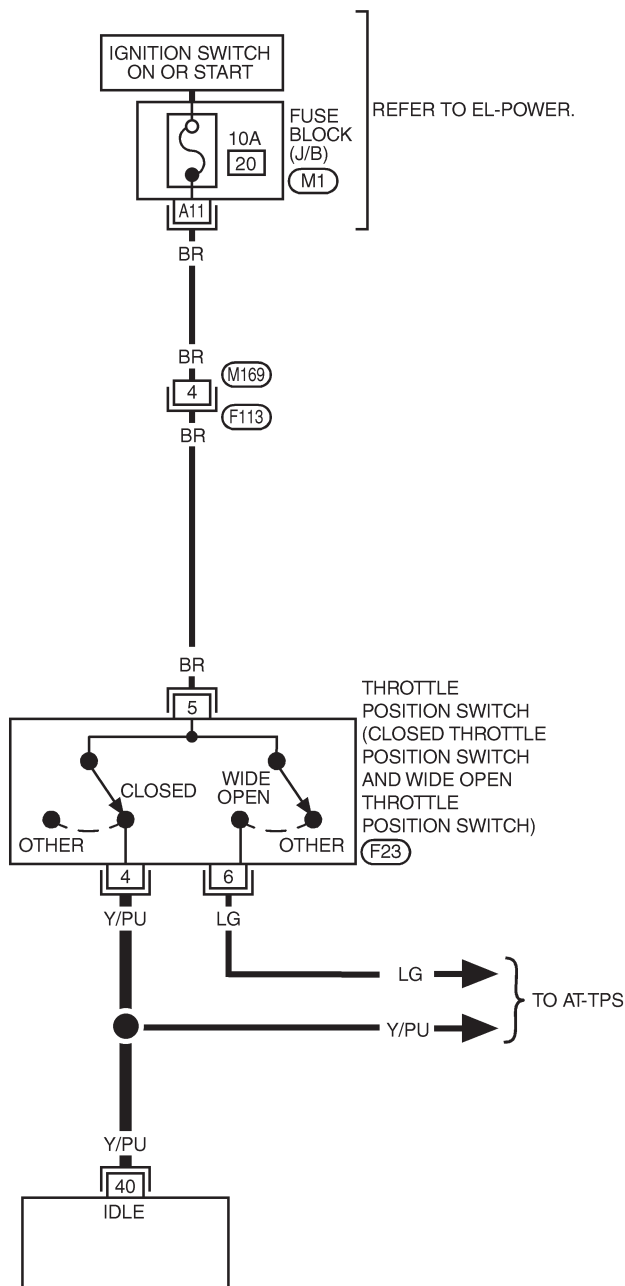 IGNITION SWITCH
ON OR START
REFER TO EL-POWER.
FUSE
BLOCK
(J/B)
10A
20
M1
A11
BR
BR
M169
4
F113
BR
BR
5
THROTTLE
POSITION SWITCH
(CLOSED THROTTLE
POSITION SWITCH
AND WIDE OPEN
THROTTLE
POSITION SWITCH)
F23
CLOSED
WIDE
OPEN
OTHER
OTHER
4
6
Y/PU
LG
LG
Y/PU
TO AT-TPS
Y/PU
40
IDLE